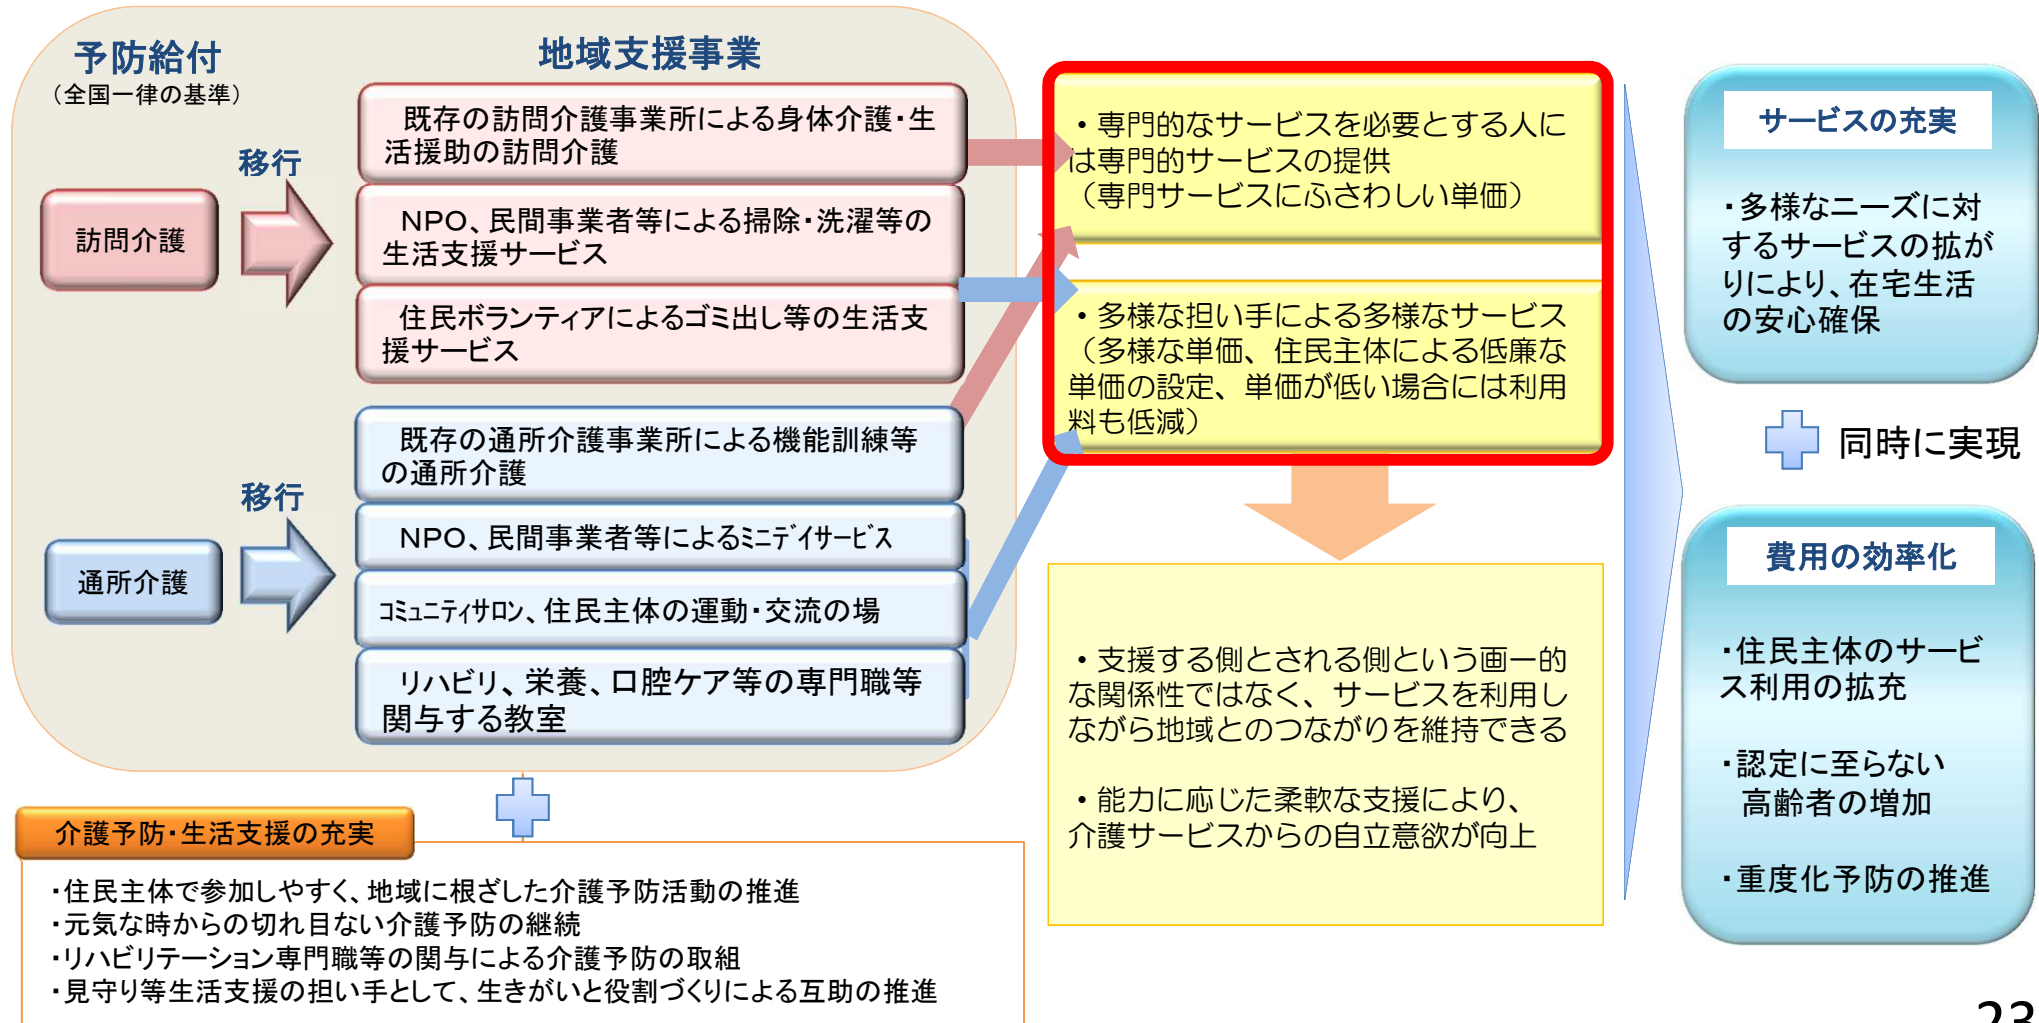 予防給付
（全国一律の基準）
地域支援事業
移行
訪問介護
既存の訪問介護事業所による身体介護・生
活援助の訪問介護
NPO、民間事業者等による掃除・洗濯等の
生活支援サービス
住民ボランティアによるゴミ出し等の生活支
援サービス
移行
通所介護
既存の通所介護事業所による機能訓練等
の通所介護
NPO、民間事業者等によるﾐﾆﾃﾞｲｻｰﾋﾞｽ
ｺﾐｭﾆﾃｨｻﾛﾝ、住民主体の運動・交流の場
リハビリ、栄養、口腔ケア等の専門職等
関与する教室
介護予防・生活支援の充実
・住民主体で参加しやすく、地域に根ざした介護予防活動の推進
・元気な時からの切れ目ない介護予防の継続
・リハビリテーション専門職等の関与による介護予防の取組
・見守り等生活支援の担い手として、生きがいと役割づくりによる互助の推進
・専門的なサービスを必要とする人に
は専門的サービスの提供
（専門サービスにふさわしい単価）
・多様な担い手による多様なサービス
（多様な単価、住民主体による低廉な
単価の設定、単価が低い場合には利用
料も低減）
・支援する側とされる側という画一的
な関係性ではなく、サービスを利用し
ながら地域とのつながりを維持できる
・能力に応じた柔軟な支援により、
介護サービスからの自立意欲が向上
サービスの充実
・多様なニーズに対
するサービスの拡が
りにより、在宅生活
の安心確保
同時に実現
費用の効率化
・住民主体のサービ
ス利用の拡充
・認定に至らない
高齢者の増加
・重度化予防の推進
23